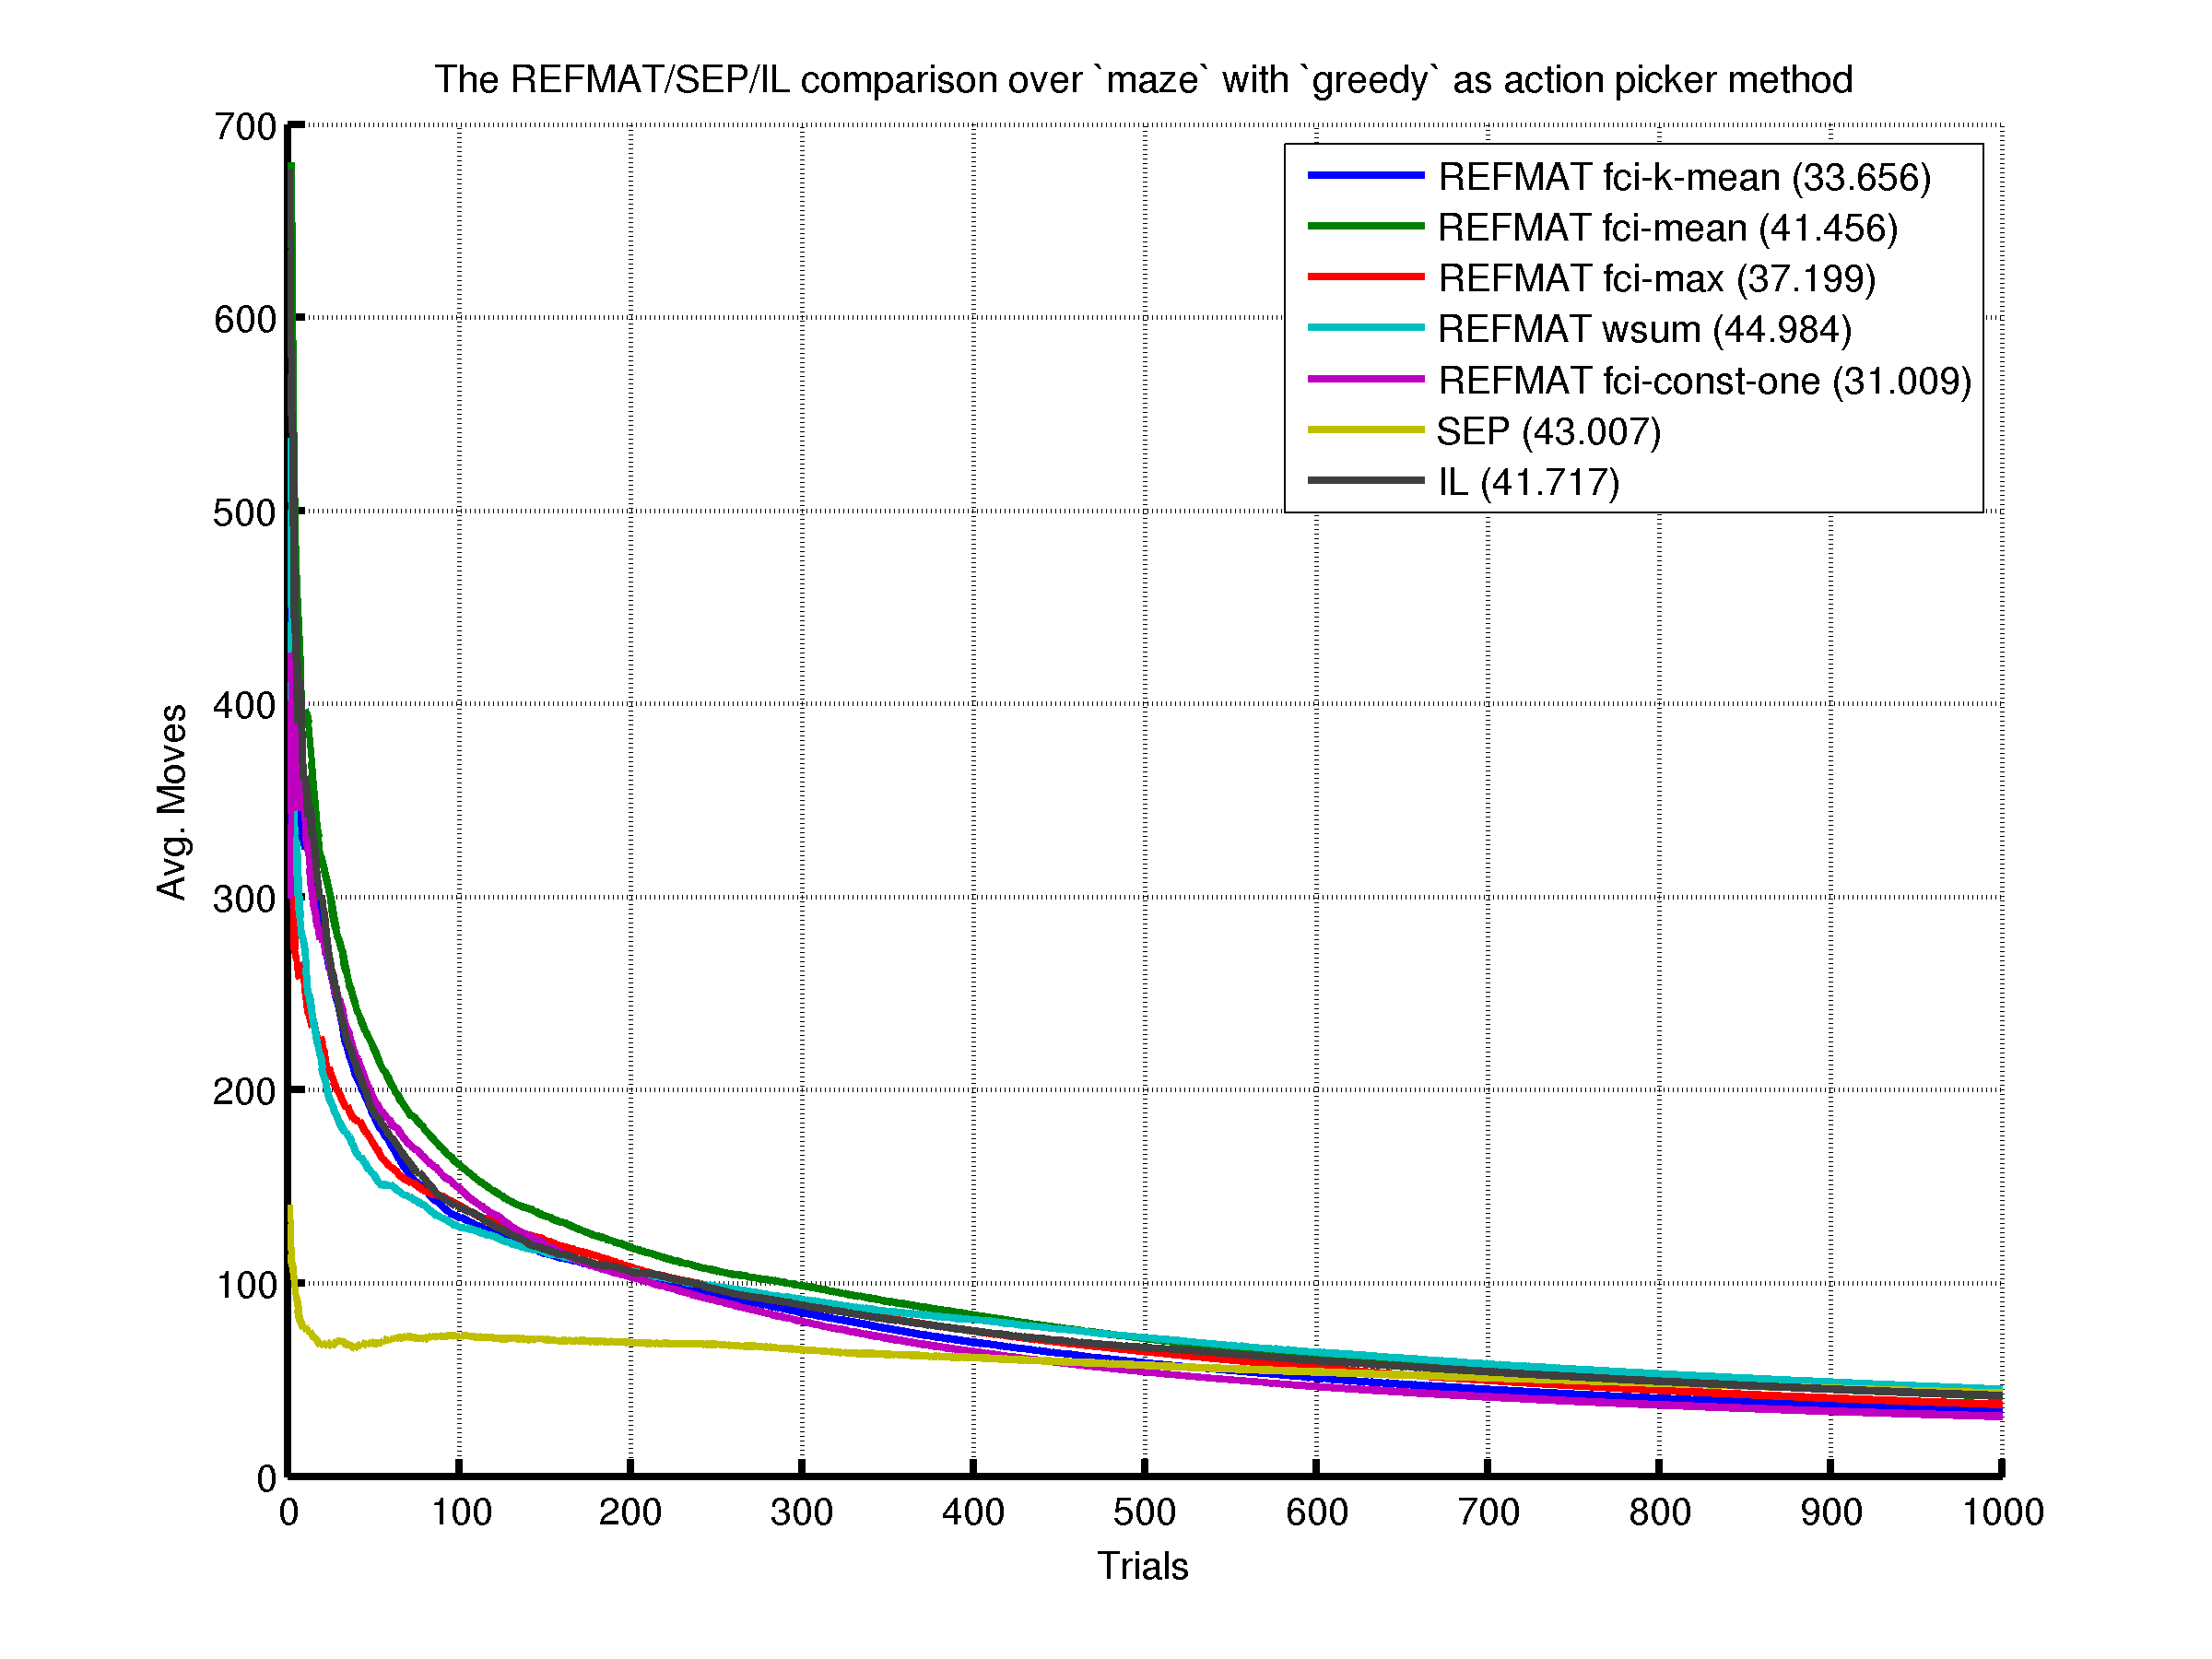 The REFMAT/SEP/IL comparison over `maze` with `greedy` as action picker method
700
600
500
400
300
200
100
0
Avg. Moves
REFMAT fci-k-mean (33.656)
REFMAT fci-mean (41.456)
REFMAT fci-max (37.199)
REFMAT wsum (44.984)
REFMAT fci-const-one (31.009)
SEP (43.007)
IL (41.717)
0 100 200 300 400 500 600 700 800 900 1000
Trials